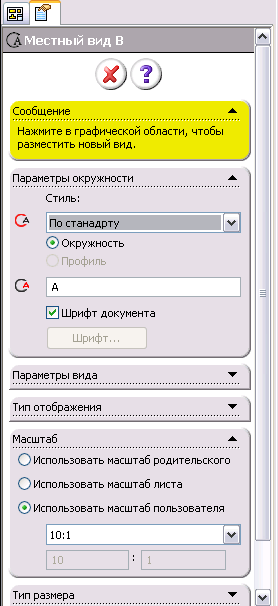 Местный вид B
Сообщение
Нажмите в графической области, чтобы
разместить новый вид.
Параметры окружности
Стиль:
По станадрту
Окружность
Профиль
A
Шрифт документа
Шрифт...
Параметры вида
Тип отображения
Масштаб
Использовать масштаб родительского
Использовать масштаб листа
Использовать масштаб пользователя
10:1
10 : 1
Тип размера